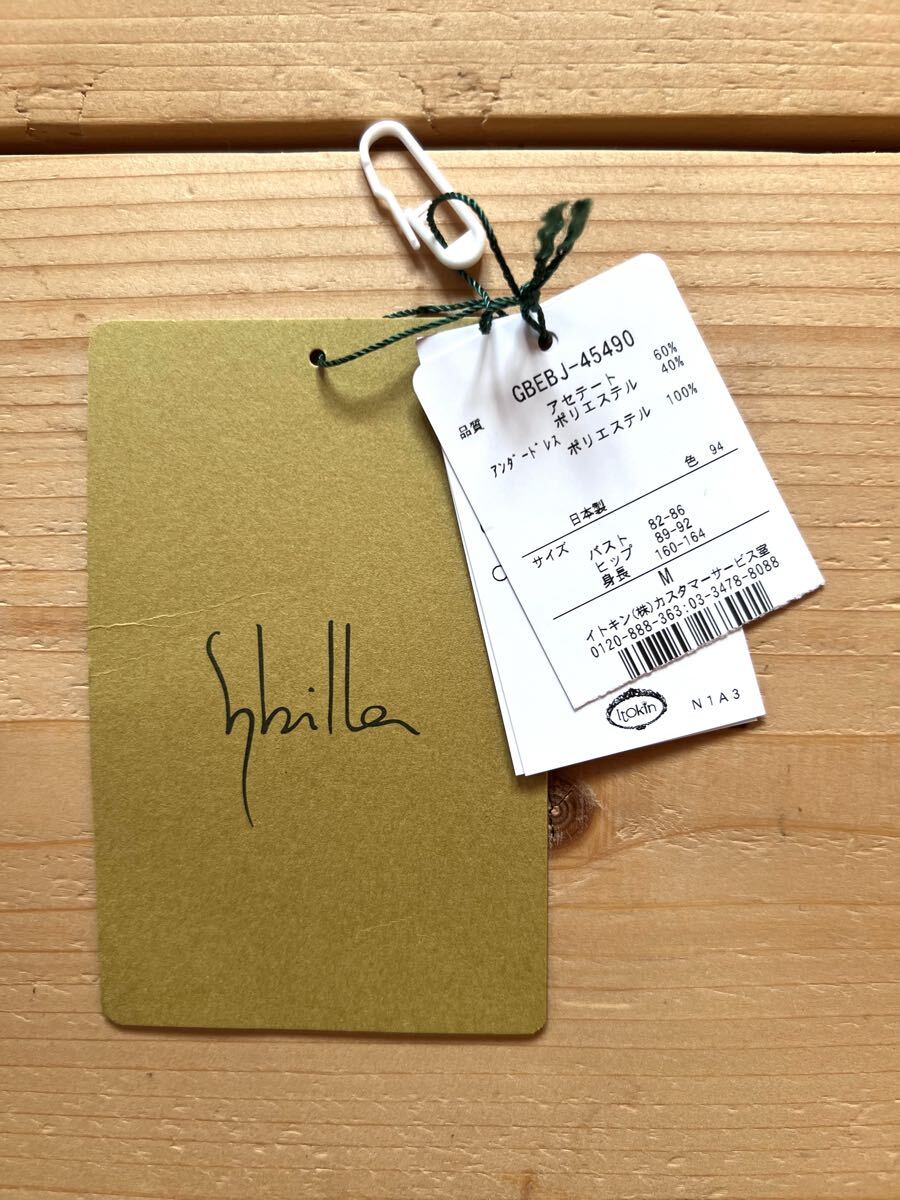 Sybilla
GBEBJ-45490
品質 アセテート 60%
ポリエステル 40%
アンダードレス ポリエステル 100%
色 94
日本製
サイズ バスト 82-86
ヒップ 89-92
身長 160-164
M
イトキン(株)カスタマーサービス室
0120-888-363:03-3478-8088
Itokin N1A3